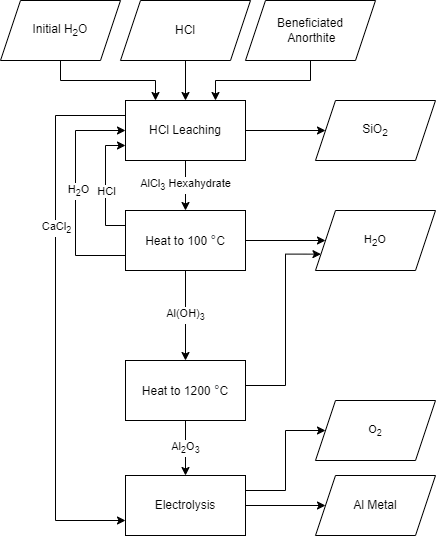 Initial H₂O
HCl
Beneficiated
Anorthite
HCl Leaching
SiO₂
AlCl₃ Hexahydrate
H₂O
HCl
CaCl₂
Heat to 100 °C
H₂O
Al(OH)₃
Heat to 1200 °C
Al₂O₃
O₂
Electrolysis
Al Metal